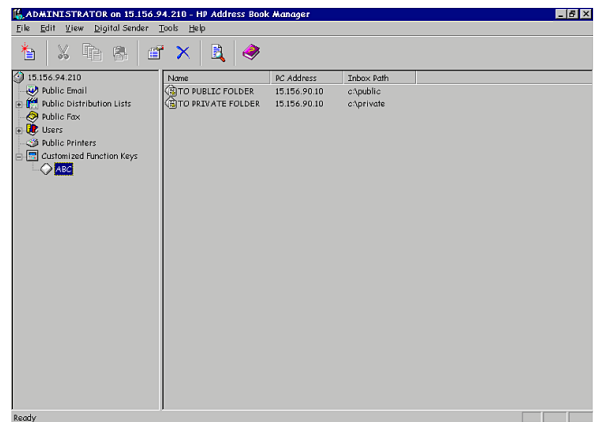 ADMINISTRATOR on 15.156.94.210 - HP Address Book Manager
File Edit View Digital Sender Tools Help
15.156.94.210
Public Email
Public Distribution Lists
Public Fax
Users
Public Printers
Customized Function Keys
ABC
Name PC Address Inbox Path
TO PUBLIC FOLDER 15.156.90.10 c:\public
TO PRIVATE FOLDER 15.156.90.10 c:\private
Ready